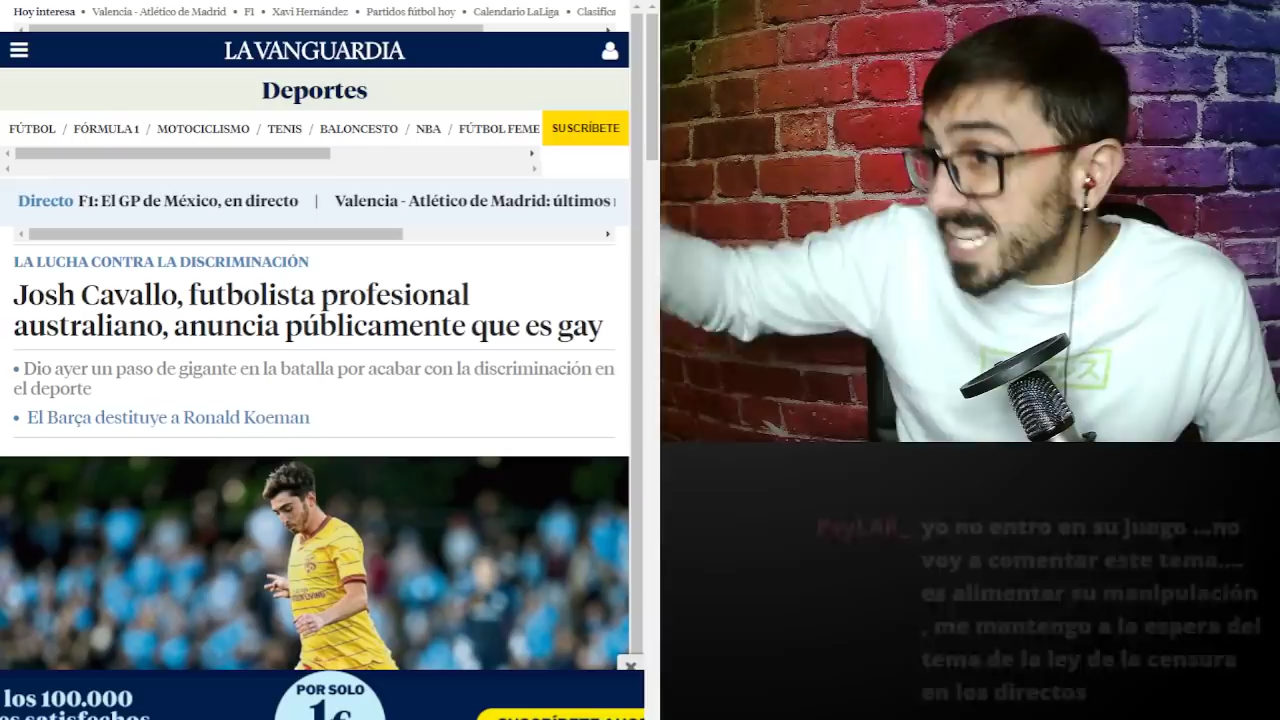 Hoy interesa • Valencia - Atlético de Madrid • F1 • Xavi Hernández • Partidos fútbol hoy • Calendario LaLiga •
LA VANGUARDIA
Deportes
FÚTBOL / FÓRMULA 1 / MOTOCICLISMO / TENIS / BALONCESTO / NBA / FÚTBOL FEME
SUSCRÍBETE
Directo F1: El GP de México, en directo | Valencia - Atlético de Madrid: últimos
LA LUCHA CONTRA LA DISCRIMINACIÓN
Josh Cavallo, futbolista profesional
australiano, anuncia públicamente que es gay
• Dio ayer un paso de gigante en la batalla por acabar con la discriminación en
el deporte
• El Barça destituye a Ronald Koeman
los 100.000
POR SOLO
1€
yo no entro en su juego ...no
voy a comentar este tema....
es alimentar su manipulación
, me mantengo a la espera del
tema de la ley de la censura
en los directos